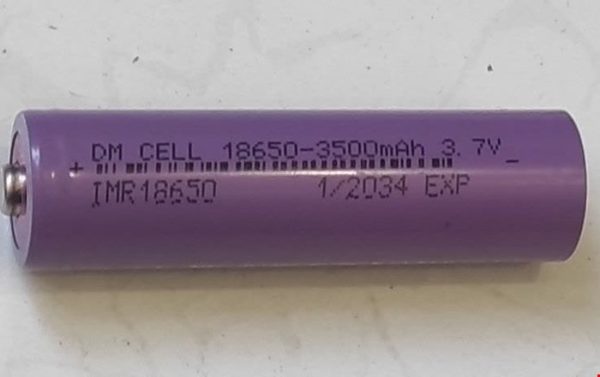 DM CELL 18650-3500mAh 3.7V
+ -
IMR18650 1/2034 EXP